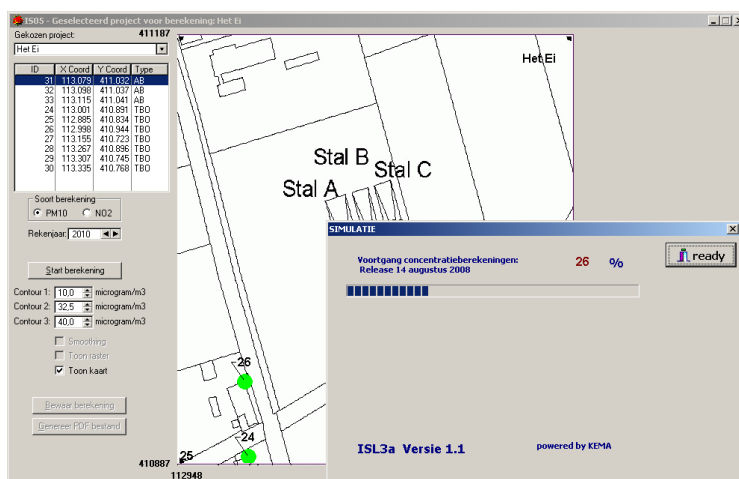 IS05 - Geselecteerd project voor berekening: Het Ei
Gekozen project:
411187
Het Ei
ID X Coord Y Coord Type
31 113.079 411.032 AB
32 113.098 411.037 AB
33 113.115 411.041 AB
24 113.001 410.891 TBO
25 112.885 410.834 TBO
26 112.998 410.944 TBO
27 113.155 410.723 TBO
28 113.267 410.896 TBO
29 113.307 410.745 TBO
30 113.335 410.768 TBO
Soort berekening
PM10 NO2
Rekenjaar: 2010
Start berekening
Contour 1: 10,0 microgram/m3
Contour 2: 32,5 microgram/m3
Contour 3: 40,0 microgram/m3
Smoothing
Toon raster
Toon kaart
Bewaar berekening
Genereer PDF bestand
410887
112948
Het Ei
Stal A
Stal B
Stal C
26
24
25
SIMULATIE
Voortgang concentratieberekeningen:
Release 14 augustus 2008
26 %
ready
ISL3a Versie 1.1
powered by KEMA